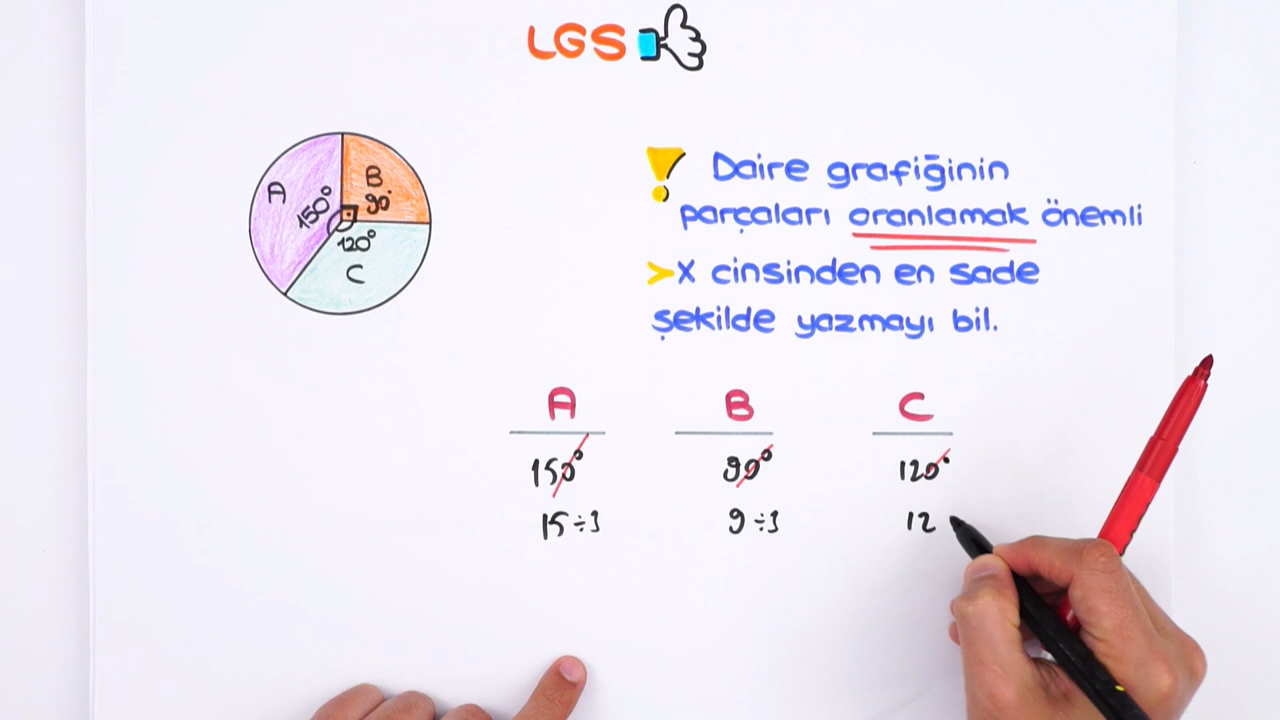 LGS
A
150°
B
90°
120°
C
Daire grafiğinin
parçaları oranlamak önemli
>X cinsinden en sade
şekilde yazmayı bil.
A B C
150° 90° 120°
15÷3 9÷3 12